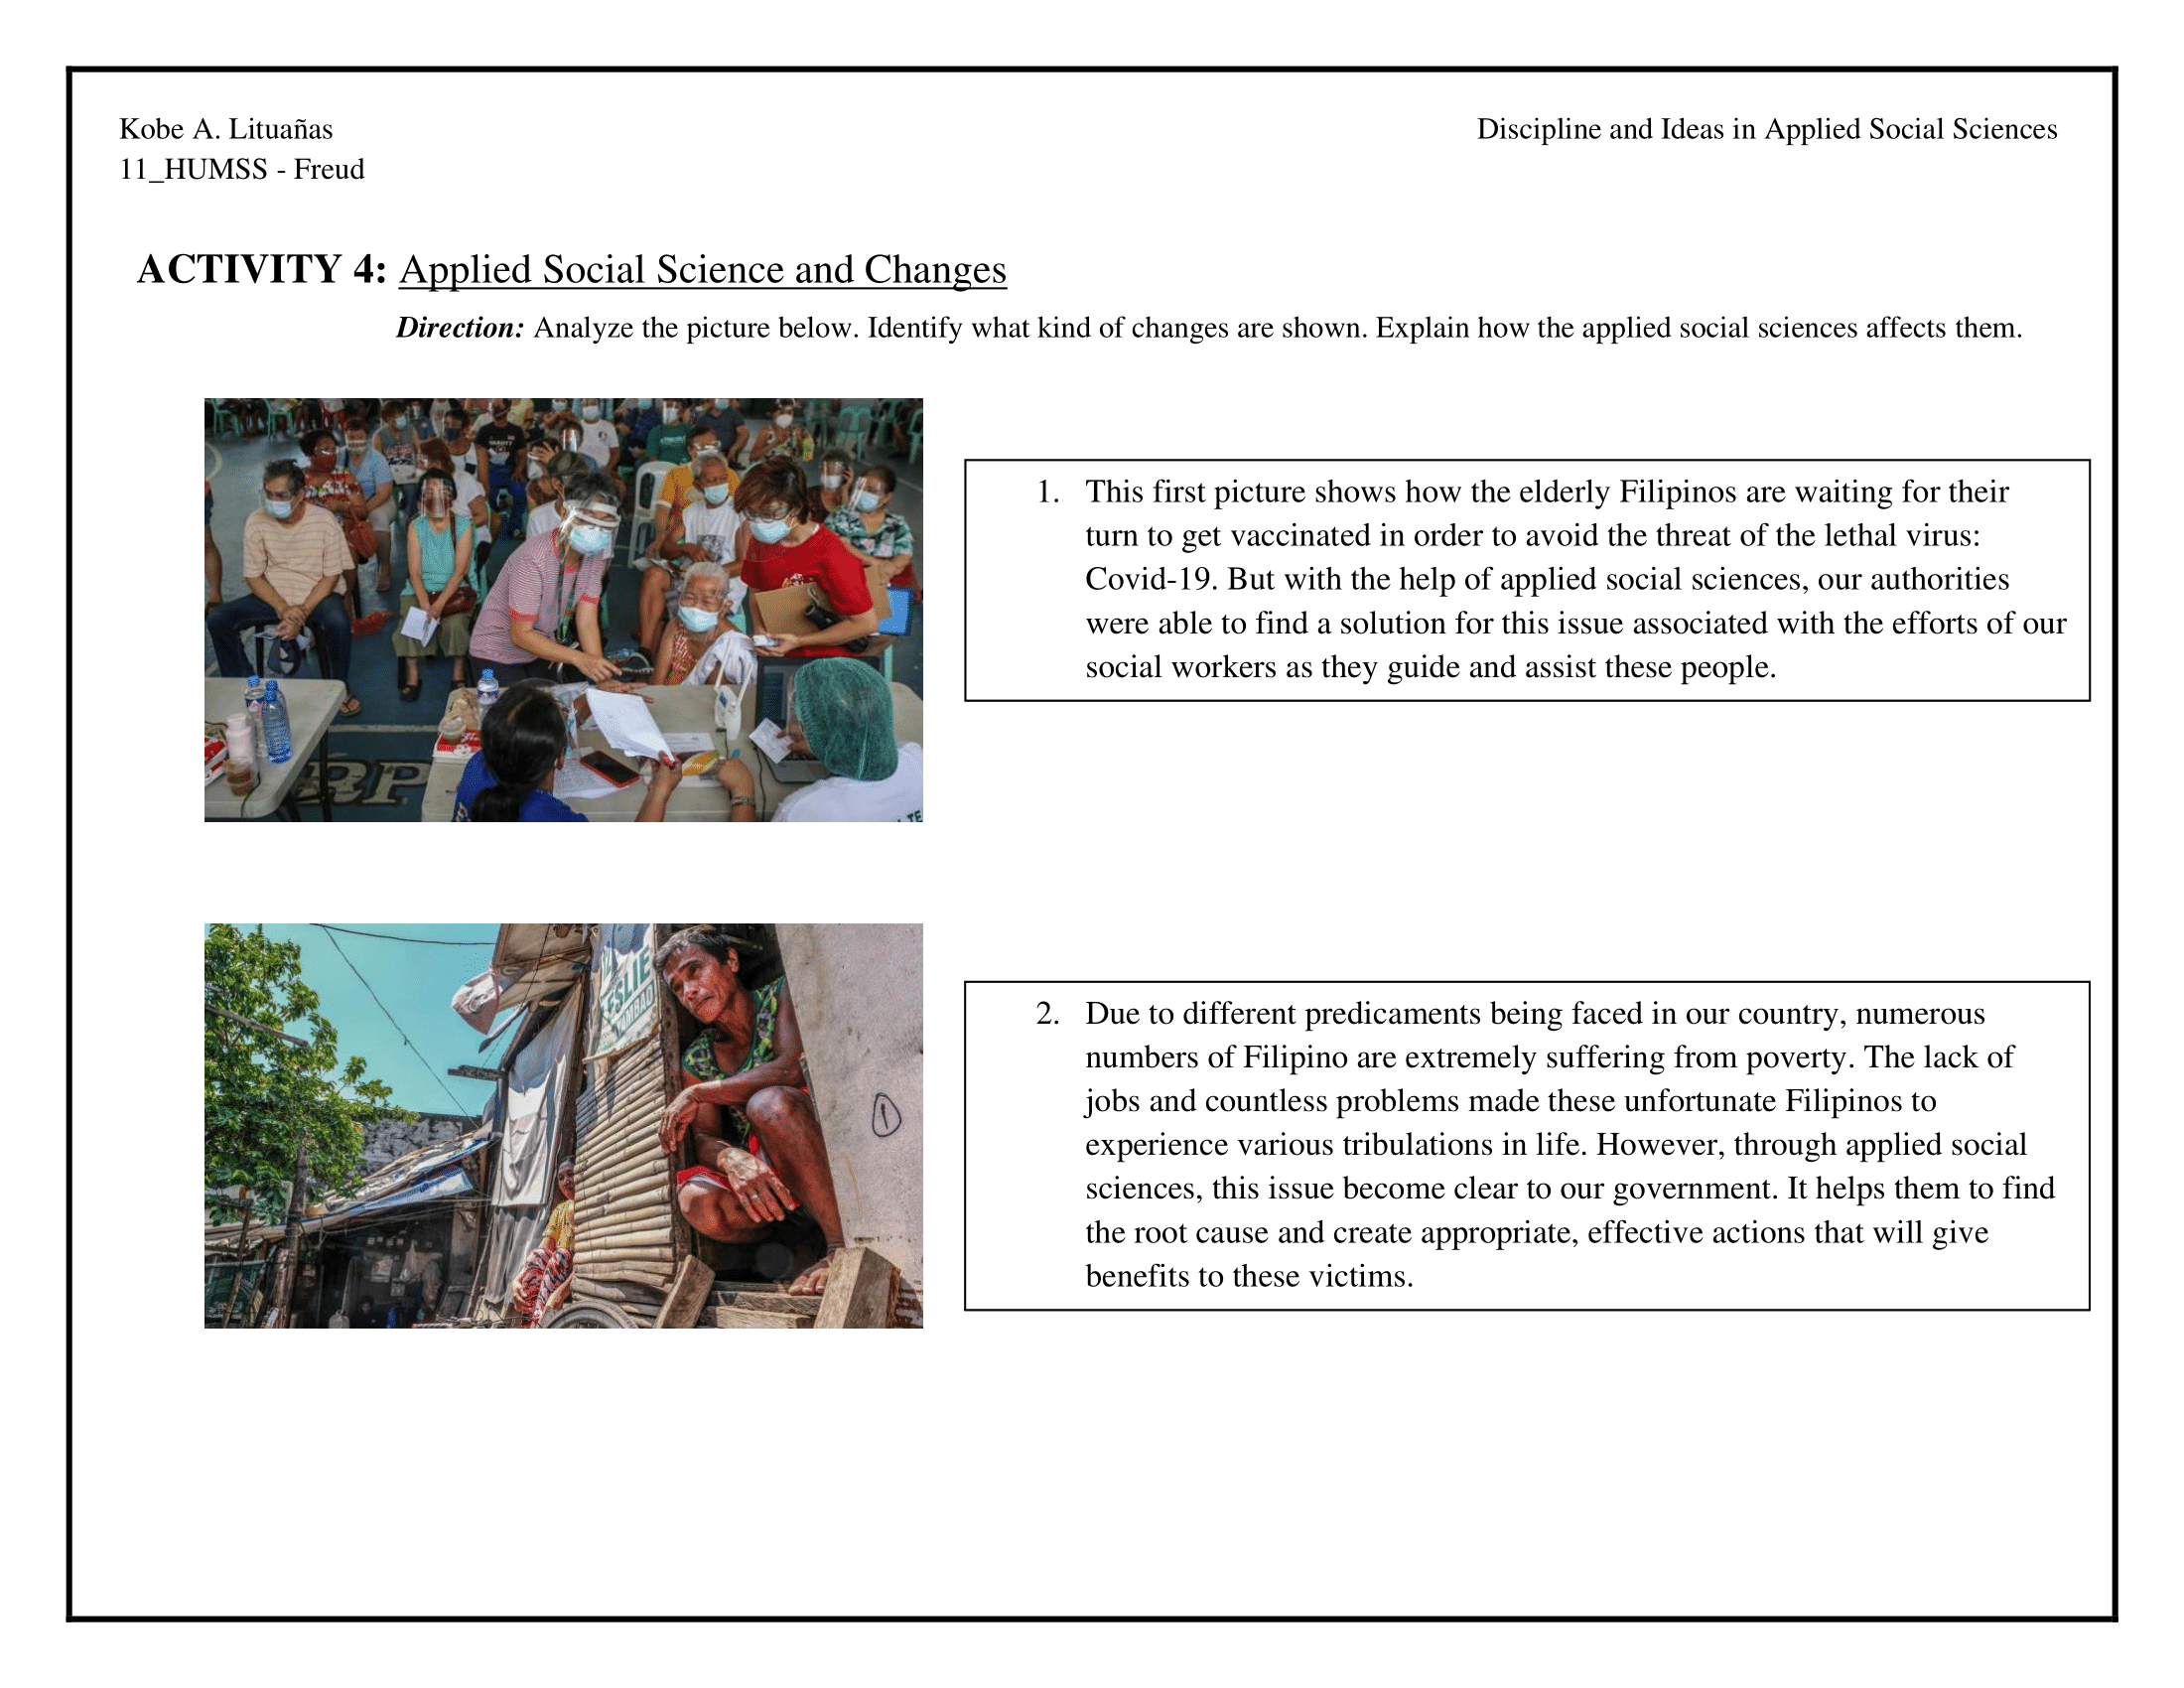 Kobe A. Lituañas
Discipline and Ideas in Applied Social Sciences
11_HUMSS - Freud
ACTIVITY 4: Applied Social Science and Changes
Direction: Analyze the picture below. Identify what kind of changes are shown. Explain how the applied social sciences affects them.
1. This first picture shows how the elderly Filipinos are waiting for their
turn to get vaccinated in order to avoid the threat of the lethal virus:
Covid-19. But with the help of applied social sciences, our authorities
were able to find a solution for this issue associated with the efforts of our
social workers as they guide and assist these people.
2. Due to different predicaments being faced in our country, numerous
numbers of Filipino are extremely suffering from poverty. The lack of
jobs and countless problems made these unfortunate Filipinos to
experience various tribulations in life. However, through applied social
sciences, this issue become clear to our government. It helps them to find
the root cause and create appropriate, effective actions that will give
benefits to these victims.
ESLIE
1